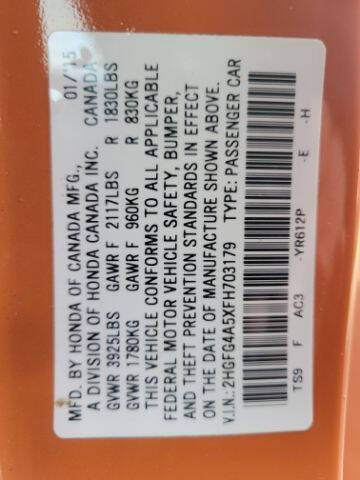 MFD. BY HONDA OF CANADA MFG., 01/15
A DIVISION OF HONDA CANADA INC. CANADA
GVWR 3925LBS GAWR F 2117LBS R 1830LBS
GVWR 1780KG GAWR F 960KG R 830KG
THIS VEHICLE CONFORMS TO ALL APPLICABLE
FEDERAL MOTOR VEHICLE SAFETY, BUMPER,
AND THEFT PREVENTION STANDARDS IN EFFECT
ON THE DATE OF MANUFACTURE SHOWN ABOVE.
V.I.N.: 2HGFG4A5XFH703179 TYPE: PASSENGER CAR
TS9 F AC3 -YR612P -E -H